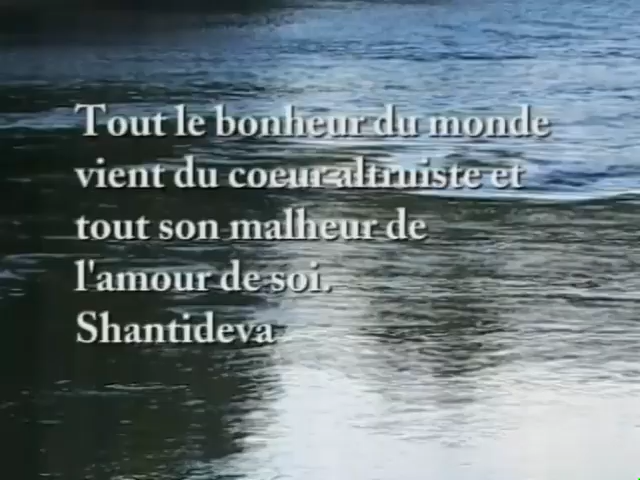 Tout le bonheur du monde
vient du coeur altruiste et
tout son malheur de
l'amour de soi.
Shantideva